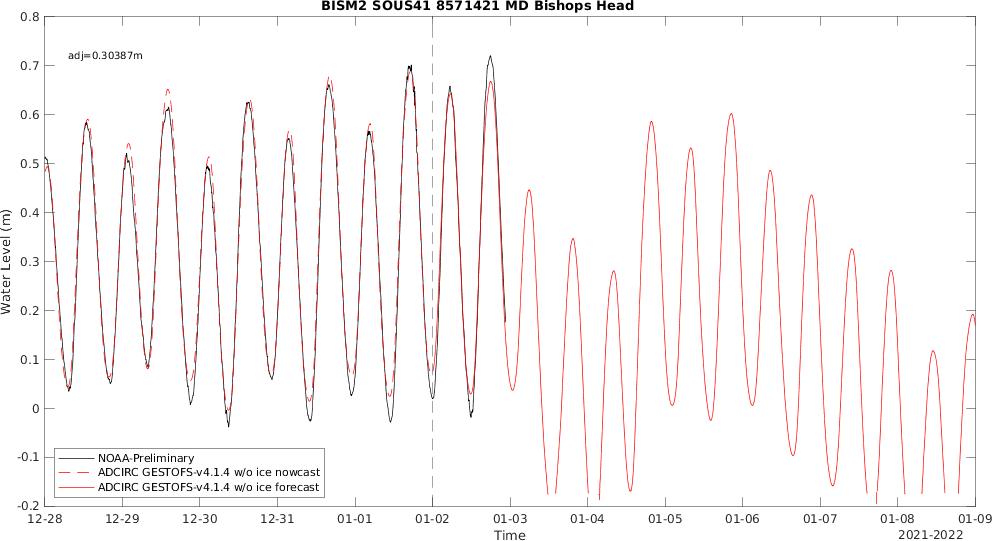 BISM2 SOUS41 8571421 MD Bishops Head
adj=0.30387m
Water Level (m)
0.8
0.7
0.6
0.5
0.4
0.3
0.2
0.1
0
-0.1
-0.2
NOAA-Preliminary
ADCIRC GESTOFS-v4.1.4 w/o ice nowcast
ADCIRC GESTOFS-v4.1.4 w/o ice forecast
12-28 12-29 12-30 12-31 01-01 01-02 01-03 01-04 01-05 01-06 01-07 01-08 01-09
Time
2021-2022